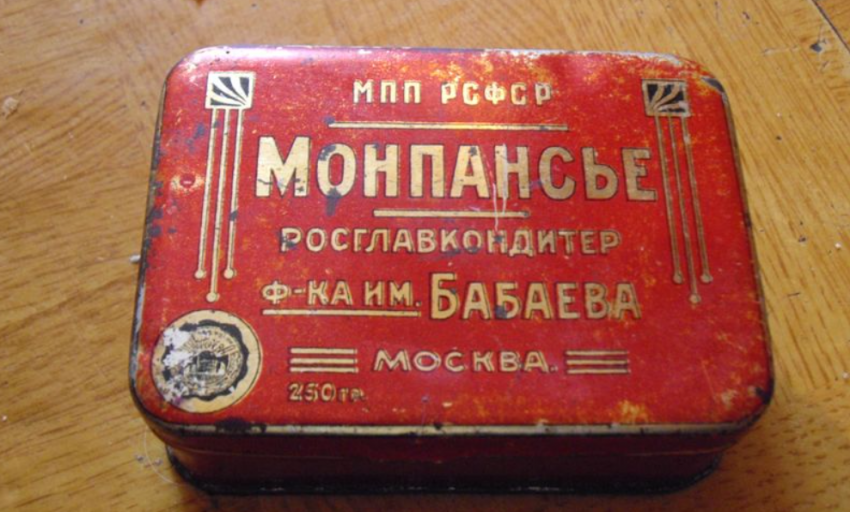 МПП РСФСР
МОНПАНСЬЕ
РОСГЛАВКОНДИТЕР
Ф-КА ИМ. БАБАЕВА
МОСКВА.
250 гр.